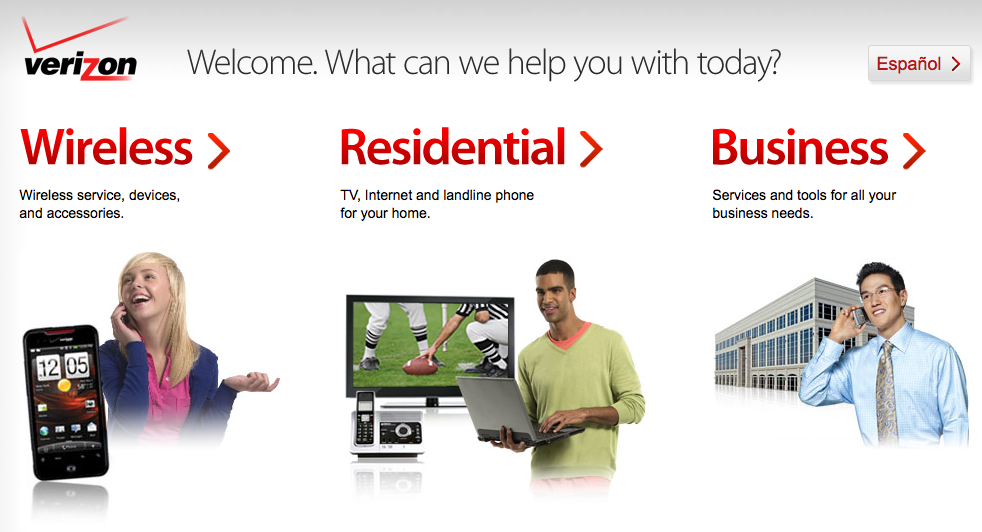 verizon
Welcome. What can we help you with today?
Español
Wireless
Residential
Business
Wireless service, devices,
and accessories.
TV, Internet and landline phone
for your home.
Services and tools for all your
business needs.
12 05